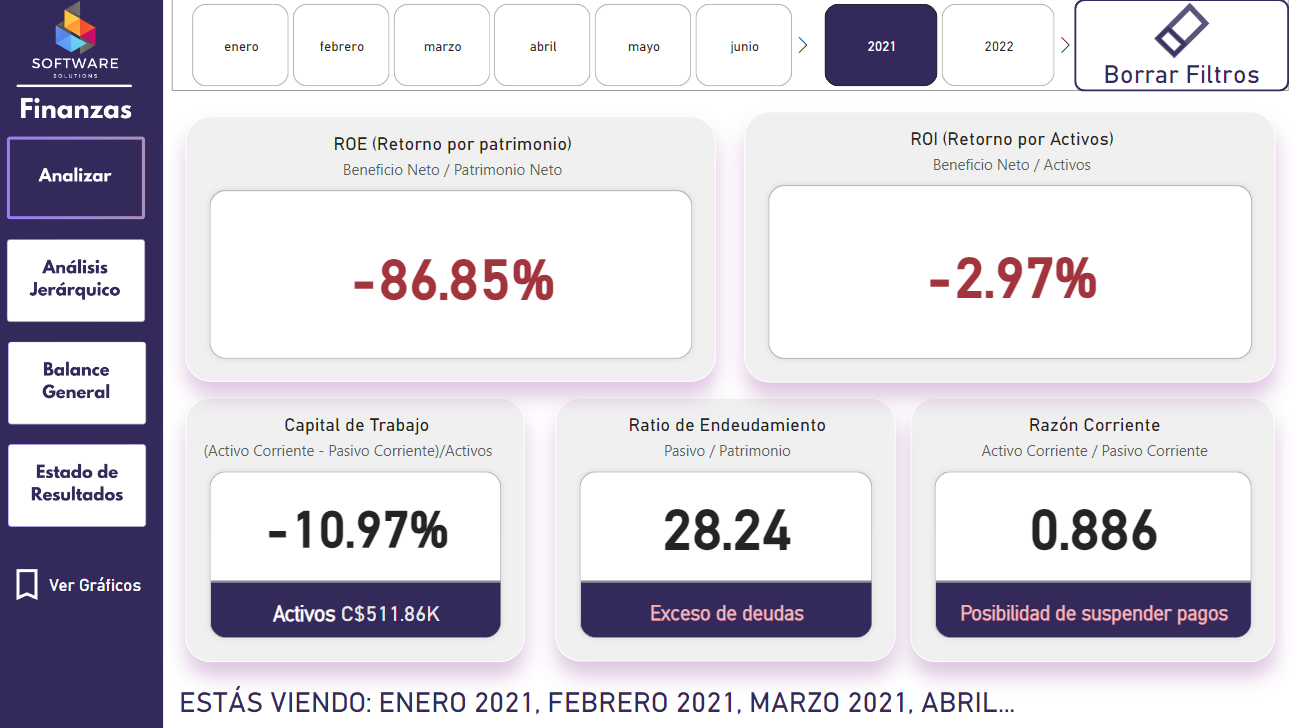 SOFTWARE
SOLUTIONS
Finanzas
Analizar
Análisis
Jerárquico
Balance
General
Estado de
Resultados
Ver Gráficos
enero
febrero
marzo
abril
mayo
junio
2021
2022
Borrar Filtros
ROE (Retorno por patrimonio)
Beneficio Neto / Patrimonio Neto
-86.85%
ROI (Retorno por Activos)
Beneficio Neto / Activos
-2.97%
Capital de Trabajo
(Activo Corriente - Pasivo Corriente)/Activos
-10.97%
Activos C$511.86K
Ratio de Endeudamiento
Pasivo / Patrimonio
28.24
Exceso de deudas
Razón Corriente
Activo Corriente / Pasivo Corriente
0.886
Posibilidad de suspender pagos
ESTÁS VIENDO: ENERO 2021, FEBRERO 2021, MARZO 2021, ABRIL...